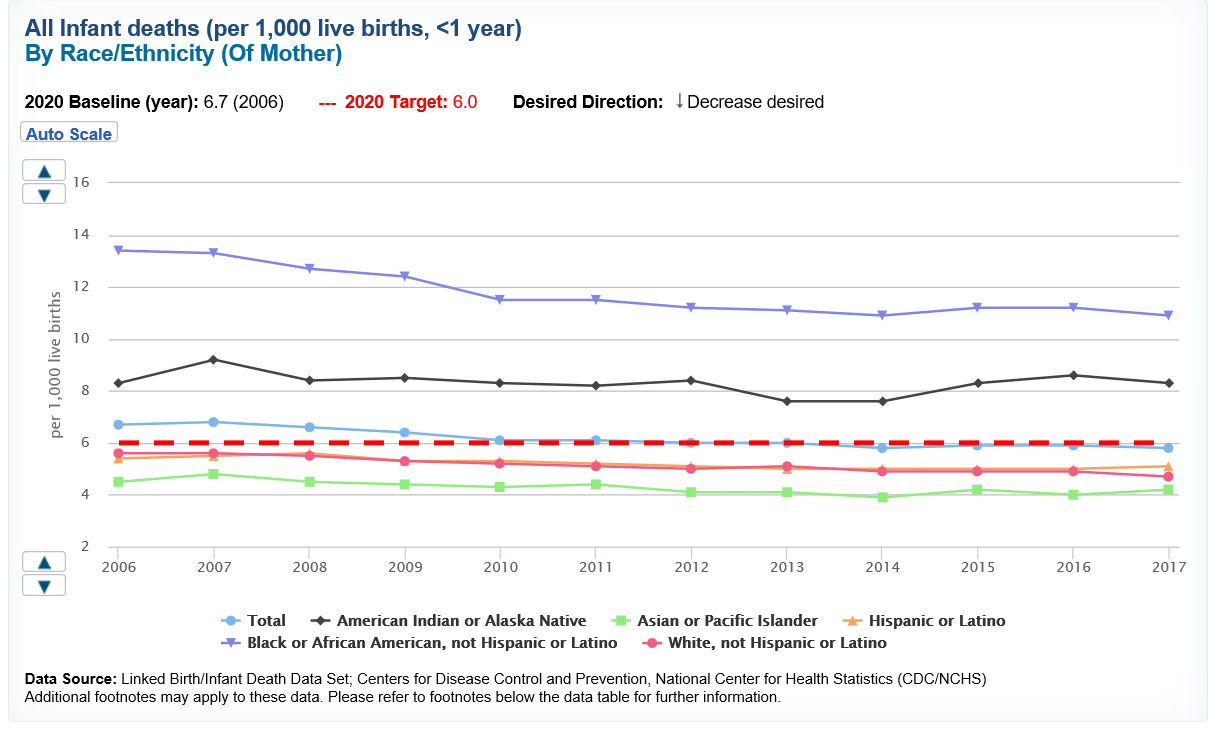 All Infant deaths (per 1,000 live births, <1 year)
By Race/Ethnicity (Of Mother)
2020 Baseline (year): 6.7 (2006) --- 2020 Target: 6.0 Desired Direction: ↓Decrease desired
Auto Scale
▲
▼
16
14
12
10
8
6
4
2
per 1,000 live births
▲
▼
2006 2007 2008 2009 2010 2011 2012 2013 2014 2015 2016 2017
Total American Indian or Alaska Native Asian or Pacific Islander Hispanic or Latino
Black or African American, not Hispanic or Latino White, not Hispanic or Latino
Data Source: Linked Birth/Infant Death Data Set; Centers for Disease Control and Prevention, National Center for Health Statistics (CDC/NCHS)
Additional footnotes may apply to these data. Please refer to footnotes below the data table for further information.